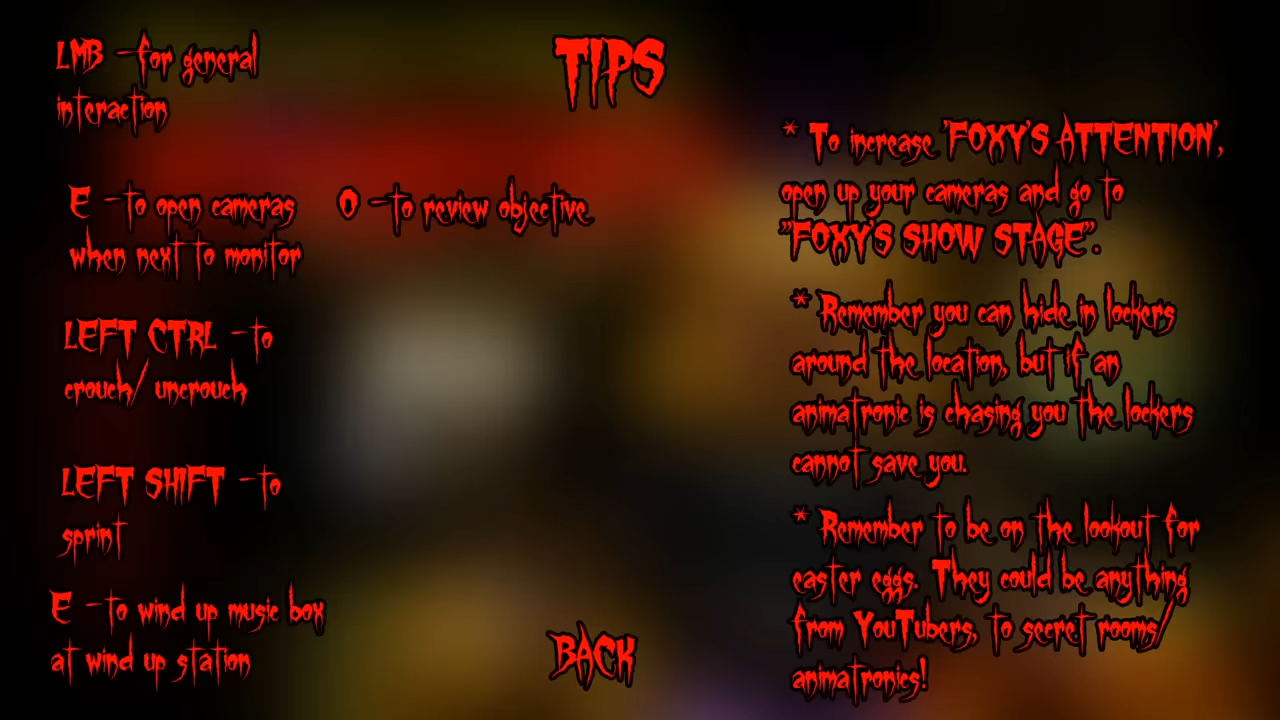 TIPS
LMB - for general
interaction
E - to open cameras
when next to monitor
O - to review objective
LEFT CTRL - to
crouch/ uncrouch
LEFT SHIFT - to
sprint
E - to wind up music box
at wind up station
* To increase 'FOXY'S ATTENTION',
open up your cameras and go to
"FOXY'S SHOW STAGE".
* Remember you can hide in lockers
around the location, but if an
animatronic is chasing you the lockers
cannot save you.
* Remember to be on the lookout for
easter eggs. They could be anything
from YouTubers, to secret rooms/
animatronics!
BACK